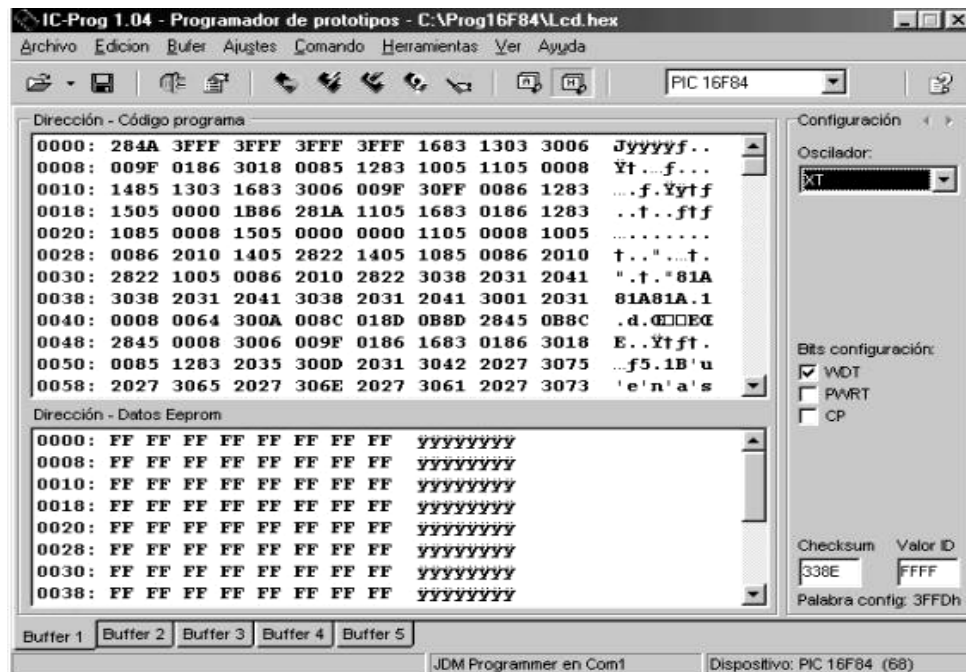 IC-Prog 1.04 - Programador de prototipos - C:\Prog16F84\Lcd.hex
Archivo Edicion Bufer Ajustes Comando Herramientas Ver Ayuda
PIC 16F84
Dirección - Código programa
0000: 284A 3FFF 3FFF 3FFF 3FFF 1683 1303 3006 Jÿÿÿÿƒ..
0008: 009F 0186 3018 0085 1283 1005 1105 0008 Ÿ†.…ƒ...
0010: 1485 1303 1683 3006 009F 30FF 0086 1283 ….ƒ.Ÿÿ†ƒ
0018: 1505 0000 1B86 281A 1105 1683 0186 1283 ..†..ƒ†ƒ
0020: 1085 0008 1505 0000 0000 1105 0008 1005 ........
0028: 0086 2010 1405 2822 1405 1085 0086 2010 †..".…†.
0030: 2822 1005 0086 2010 2822 3038 2031 2041 ".†."81A
0038: 3038 2031 2041 3038 2031 2041 3001 2031 81A81A.1
0040: 0008 0064 300A 008C 018D 0B8D 2845 0B8C .d.Œ□□EŒ
0048: 2845 0008 3006 009F 0186 1683 0186 3018 E..Ÿ†ƒ†.
0050: 0085 1283 2035 300D 2031 3042 2027 3075 …ƒ5.1B'u
0058: 2027 3065 2027 306E 2027 3061 2027 3073 'e'n'a's
Dirección - Datos Eeprom
0000: FF FF FF FF FF FF FF FF ÿÿÿÿÿÿÿÿ
0008: FF FF FF FF FF FF FF FF ÿÿÿÿÿÿÿÿ
0010: FF FF FF FF FF FF FF FF ÿÿÿÿÿÿÿÿ
0018: FF FF FF FF FF FF FF FF ÿÿÿÿÿÿÿÿ
0020: FF FF FF FF FF FF FF FF ÿÿÿÿÿÿÿÿ
0028: FF FF FF FF FF FF FF FF ÿÿÿÿÿÿÿÿ
0030: FF FF FF FF FF FF FF FF ÿÿÿÿÿÿÿÿ
0038: FF FF FF FF FF FF FF FF ÿÿÿÿÿÿÿÿ
Configuración
Oscilador:
XT
Bits configuración:
WDT
PWRT
CP
Checksum Valor ID
338E FFFF
Palabra config: 3FFDh
Buffer 1 Buffer 2 Buffer 3 Buffer 4 Buffer 5
JDM Programmer en Com1 Dispositivo: PIC 16F84 (68)